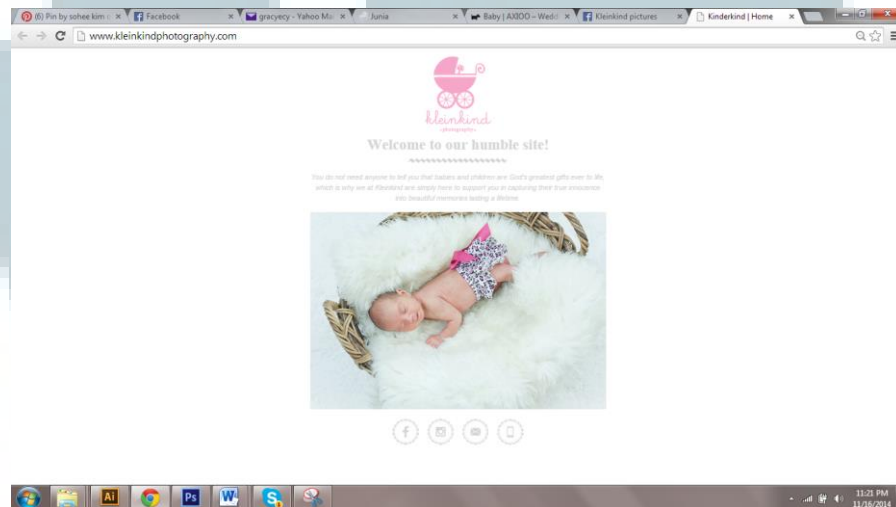 (6) Pin by sohee kim
Facebook
gracyecy - Yahoo Ma
Junia
Baby | AXIOO – Wedd
Kleinkind pictures
Kinderkind | Home
www.kleinkindphotography.com
kleinkind
-photography-
Welcome to our humble site!
You do not need anyone to tell you that babies and children are God's greatest gifts ever to life
which is why we at Kleinkind are simply here to support you in capturing their true innocence
into beautiful memories lasting a lifetime.
Ai
Ps
W
S
11:21 PM
11/16/2014